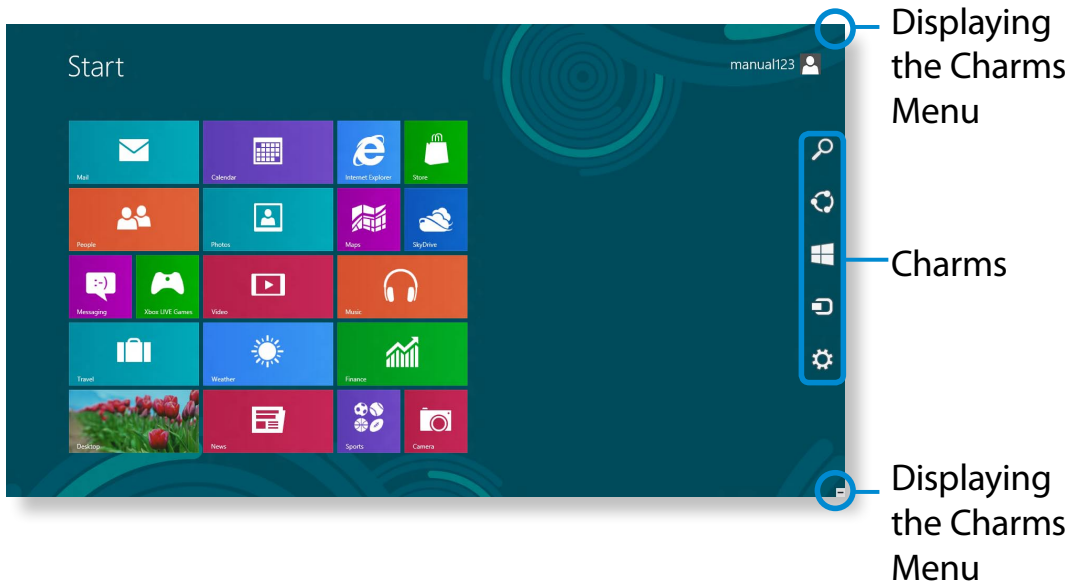 Displaying
the Charms
Menu
Start
manual123
Mail
Calendar
Internet Explorer
Store
People
Photos
Maps
SkyDrive
Charms
:-)
Messaging
Xbox LIVE Games
Video
Music
Travel
Weather
Finance
Desktop
News
Sports
Camera
Displaying
the Charms
Menu